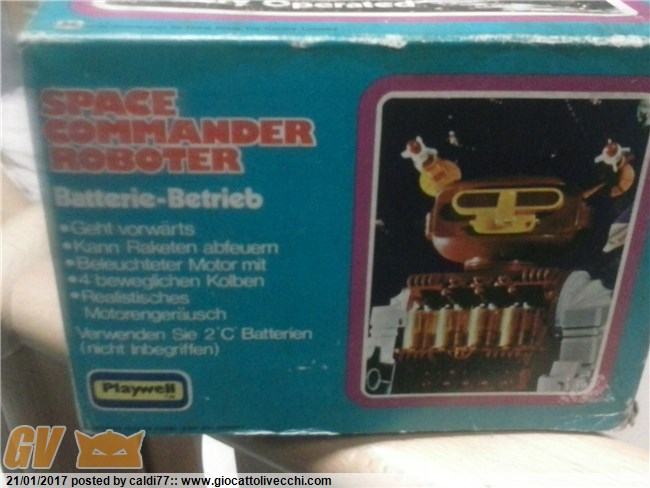 Operated
SPACE
COMMANDER
ROBOTER
Batterie-Betrieb
•Geht vorwärts
•Kann Raketen abfeuern
•Beleuchteter Motor mit
•4 beweglichen Kolben
•Realistisches
Motorengeräusch
Verwenden Sie 2"C" Batterien
(nicht Inbegriffen)
Playwell
TM
GV
21/01/2017 posted by caldi77:: www.giocattolivecchi.com